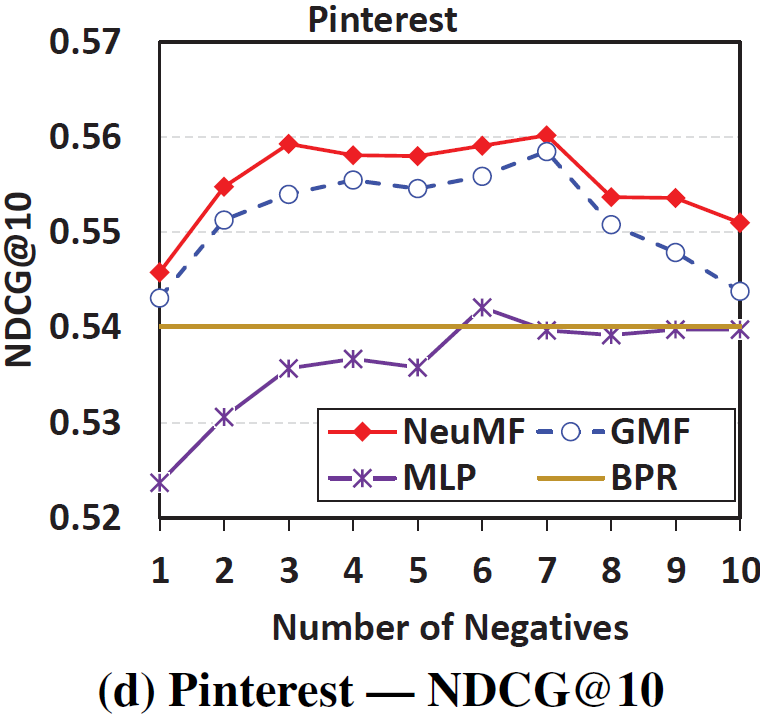 Pinterest
0.57
0.56
0.55
0.54
0.53
0.52
NDCG@10
NeuMF GMF
MLP BPR
1 2 3 4 5 6 7 8 9 10
Number of Negatives
(d) Pinterest — NDCG@10